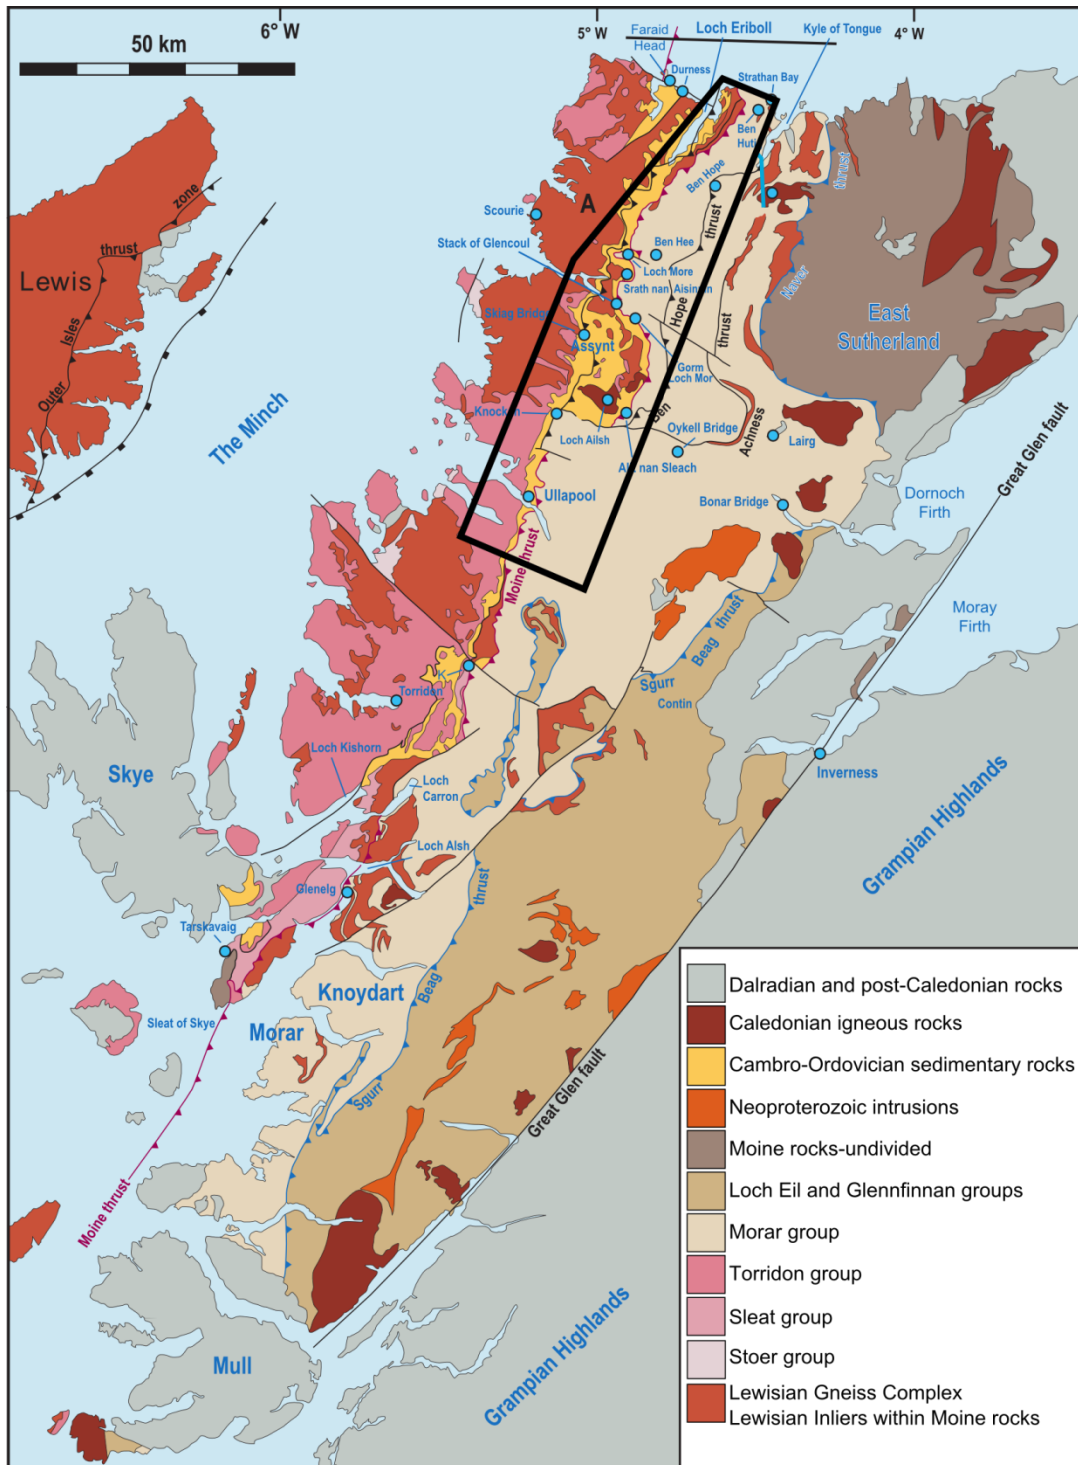 6° W
5° W
4° W
50 km
Faraid
Head
Loch Eriboll
Kyle of Tongue
Durness
Strathan Bay
Ben
Hutig
Ben Hope
thrust
thrust
zone
thrust
Lewis
Isles
Outer
The Minch
Scourie
A
Stack of Glencoul
Ben Hee
Loch More
Srath nan Aisinnin
Skiag Bridge
Assynt
Hope
thrust
Naver
East
Sutherland
Gorm
Loch Mor
Knockan
Ben
Loch Ailsh
Oykell Bridge
Achness
Lairg
Allt nan Sleach
Great Glen fault
Ullapool
Bonar Bridge
Dornoch
Firth
Moine thrust
Moray
Firth
Beag thrust
K
Torridon
Sgurr
Contin
Loch Kishorn
Skye
Loch
Carron
Inverness
Loch Alsh
Grampian Highlands
Glenelg
thrust
Tarskavaig
Beag
Knoydart
Sleat of Skye
Morar
Sgurr
Great Glen fault
Moine thrust
Grampian Highlands
Mull
Dalradian and post-Caledonian rocks
Caledonian igneous rocks
Cambro-Ordovician sedimentary rocks
Neoproterozoic intrusions
Moine rocks-undivided
Loch Eil and Glennfinnan groups
Morar group
Torridon group
Sleat group
Stoer group
Lewisian Gneiss Complex
Lewisian Inliers within Moine rocks